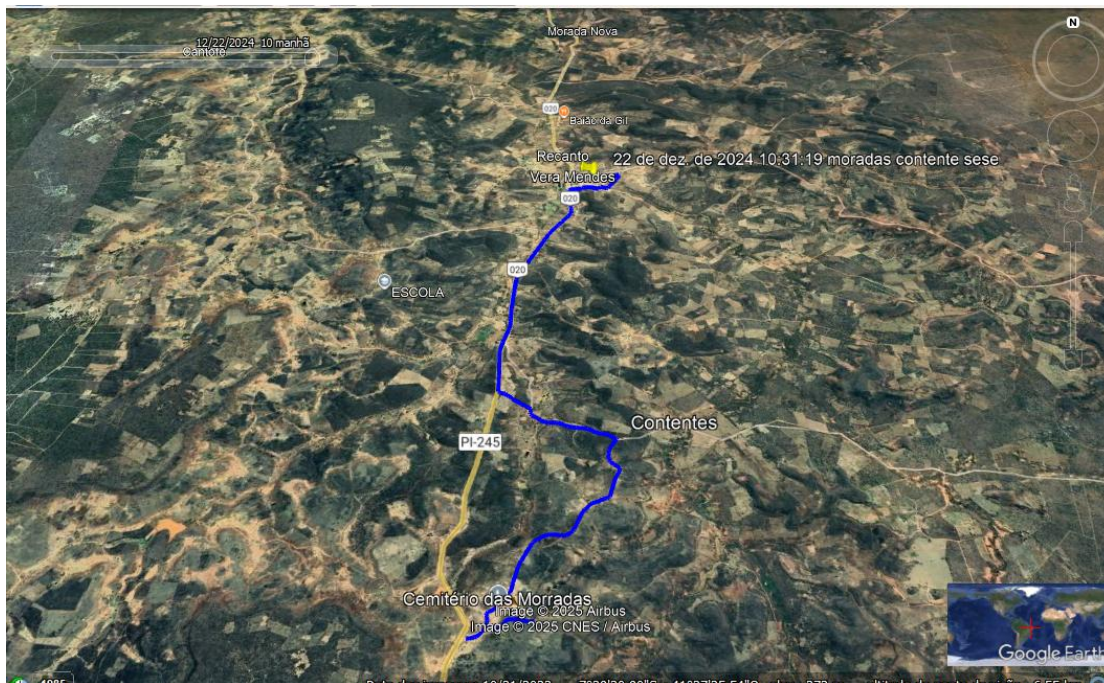 Morada Nova
12/22/2024 10 manhã
Cantofo
N
020
Baião da Gil
Recanto
22 de dez. de 2024 10:31:19 moradas contente sese
Vera Mendes
020
020
ESCOLA
Contentes
PI-245
Cemitério das Morradas
Image © 2025 Airbus
Image © 2025 CNES / Airbus
Google Earth